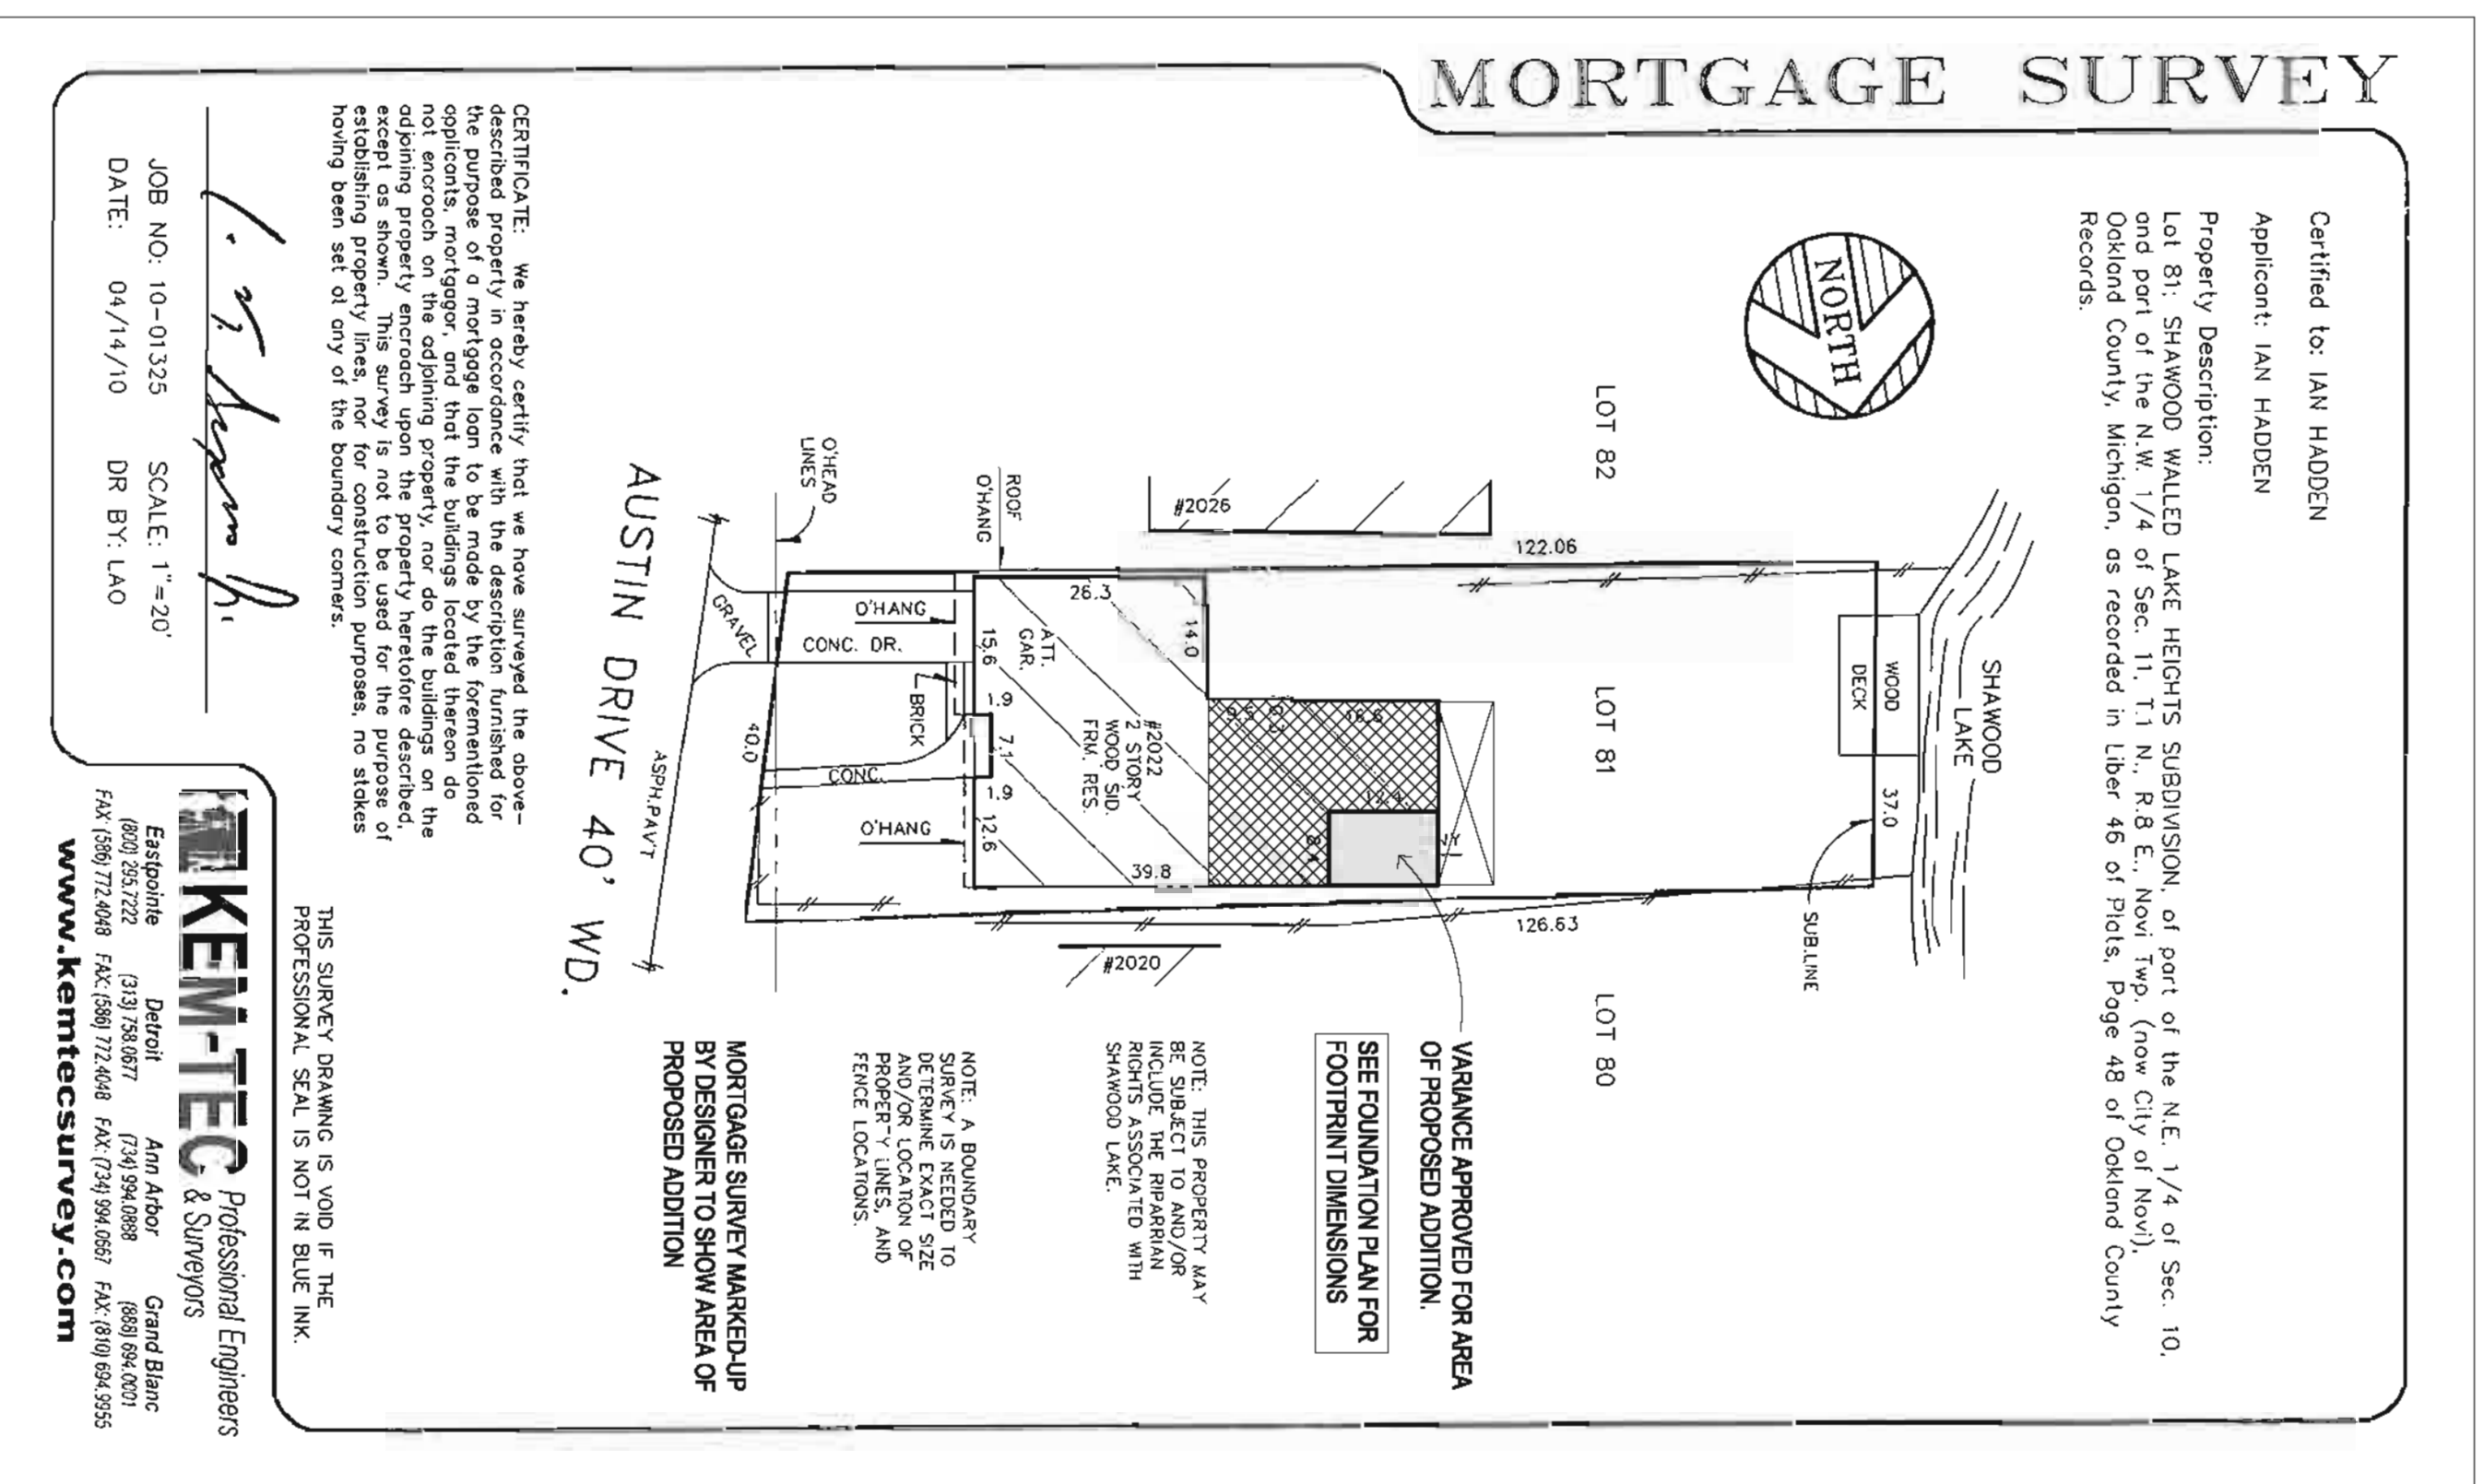 MORTGAGE SURVEY
Certified to: IAN HADDEN
Applicant: IAN HADDEN
Property Description:
Lot 81; SHAWOOD WALLED LAKE HEIGHTS SUBDIVISION, of part of the N.E. 1/4 of Sec. 10,
and part of the N.W. 1/4 of Sec. 11, T.1 N., R.8 E., Novi Twp. (now City of Novi),
Oakland County, Michigan, as recorded in Liber 46 of Plats, Page 48 of Oakland County
Records.
NORTH
SHAWOOD
LAKE
WOOD
DECK
37.0
SUB.LINE
LOT 82
LOT 81
LOT 80
122.06
126.63
#2026
#2020
ROOF
O'HANG
O'HEAD
LINES
26.3
14.0
ATT.
GAR.
15.6
1.9
7.1
1.9
12.6
39.8
#2022
2 STORY
WOOD SID.
FRM. RES.
O'HANG
CONC. DR.
BRICK
CONC.
O'HANG
GRAVEL
40.0
ASPH.PAV'T
AUSTIN DRIVE 40' WD.
VARIANCE APPROVED FOR AREA
OF PROPOSED ADDITION.
SEE FOUNDATION PLAN FOR
FOOTPRINT DIMENSIONS
NOTE: THIS PROPERTY MAY
BE SUBJECT TO AND/OR
INCLUDE THE RIPARRIAN
RIGHTS ASSOCIATED WITH
SHAWOOD LAKE.
NOTE: A BOUNDARY
SURVEY IS NEEDED TO
DETERMINE EXACT SIZE
AND/OR LOCATION OF
PROPERTY LINES, AND
FENCE LOCATIONS.
MORTGAGE SURVEY MARKED-UP
BY DESIGNER TO SHOW AREA OF
PROPOSED ADDITION
CERTIFICATE: We hereby certify that we have surveyed the above-
described property in accordance with the description furnished for
the purpose of a mortgage loan to be made by the forementioned
applicants, mortgagor, and that the buildings located thereon do
not encroach on the adjoining property, nor do the buildings on the
adjoining property encroach upon the property heretofore described,
except as shown. This survey is not to be used for the purpose of
establishing property lines, nor for construction purposes, no stakes
having been set at any of the boundary corners.
JOB NO: 10-01325 SCALE: 1"=20'
DATE: 04/14/10 DR BY: LAO
THIS SURVEY DRAWING IS VOID IF THE
PROFESSIONAL SEAL IS NOT IN BLUE INK.
KEM-TEC Professional Engineers
& Surveyors
Eastpointe Detroit Ann Arbor Grand Blanc
(800) 295.7222 (313) 758.0677 (734) 994.0888 (888) 694.0001
FAX: (586) 772.4048 FAX: (586) 772.4048 FAX: (734) 994.0667 FAX: (810) 694.9955
www.kemtecsurvey.com